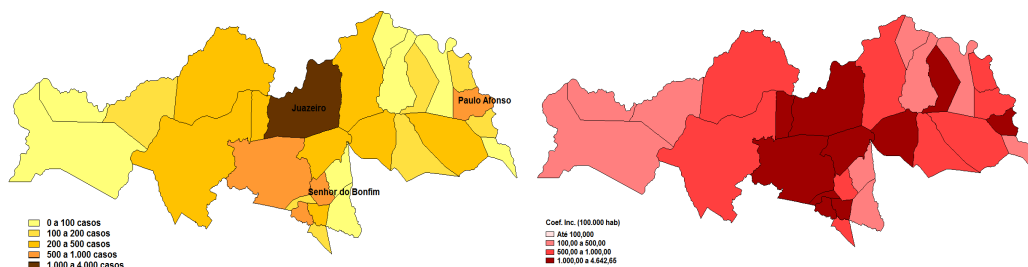 Juazeiro
Paulo Afonso
Senhor do Bonfim
0 a 100 casos
100 a 200 casos
200 a 500 casos
500 a 1.000 casos
1.000 a 4.000 casos
Coef. Inc. (100.000 hab)
Até 100,000
100,00 a 500,00
500,00 a 1.000,00
1.000,00 a 4.642,65